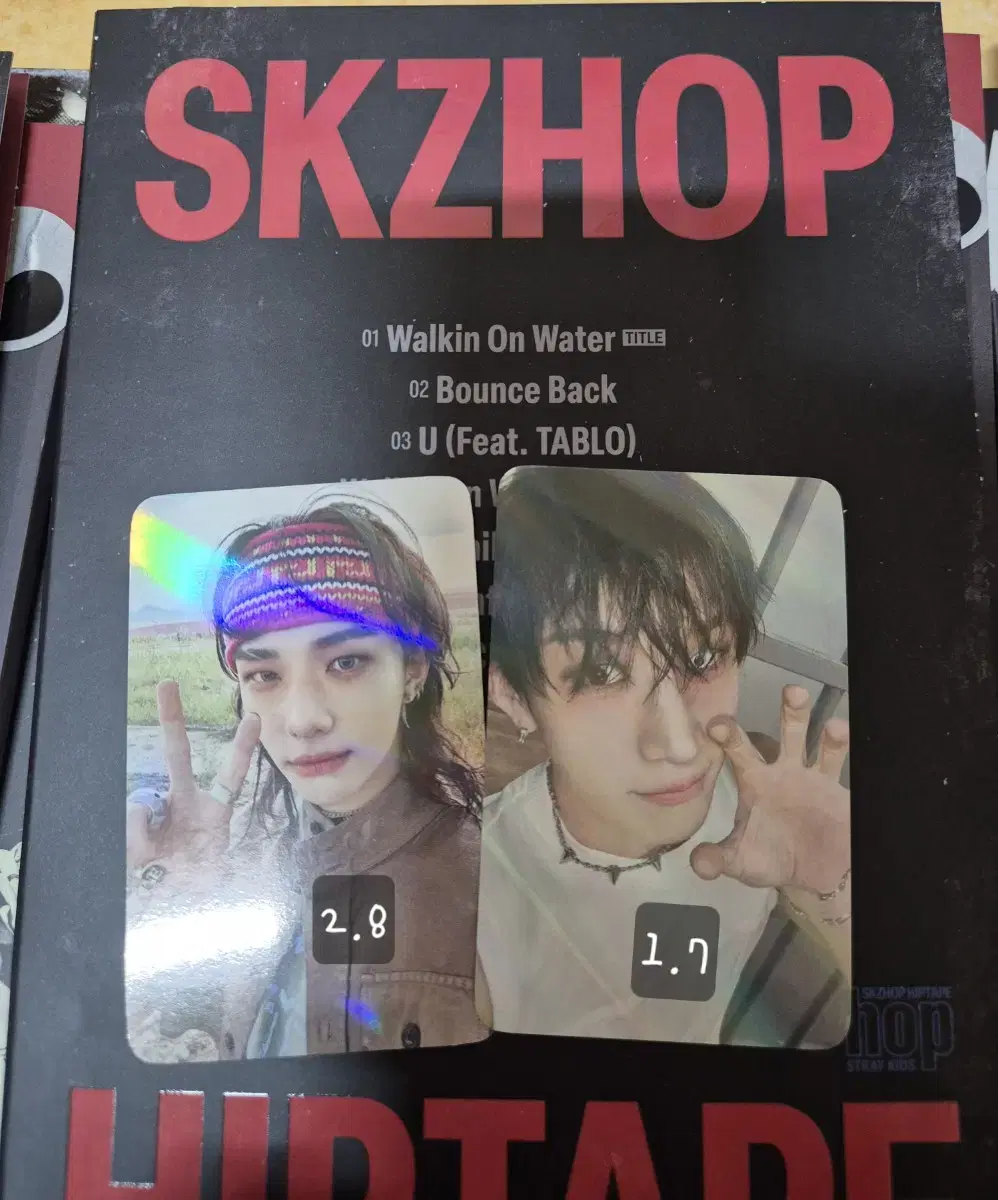 SKZHOP
01 Walkin On Water TITLE
02 Bounce Back
03 U (Feat. TABLO)
2.8
1.7
SKZHOP HIPTAPE
hop
STRAY KIDS
HIPTAPE